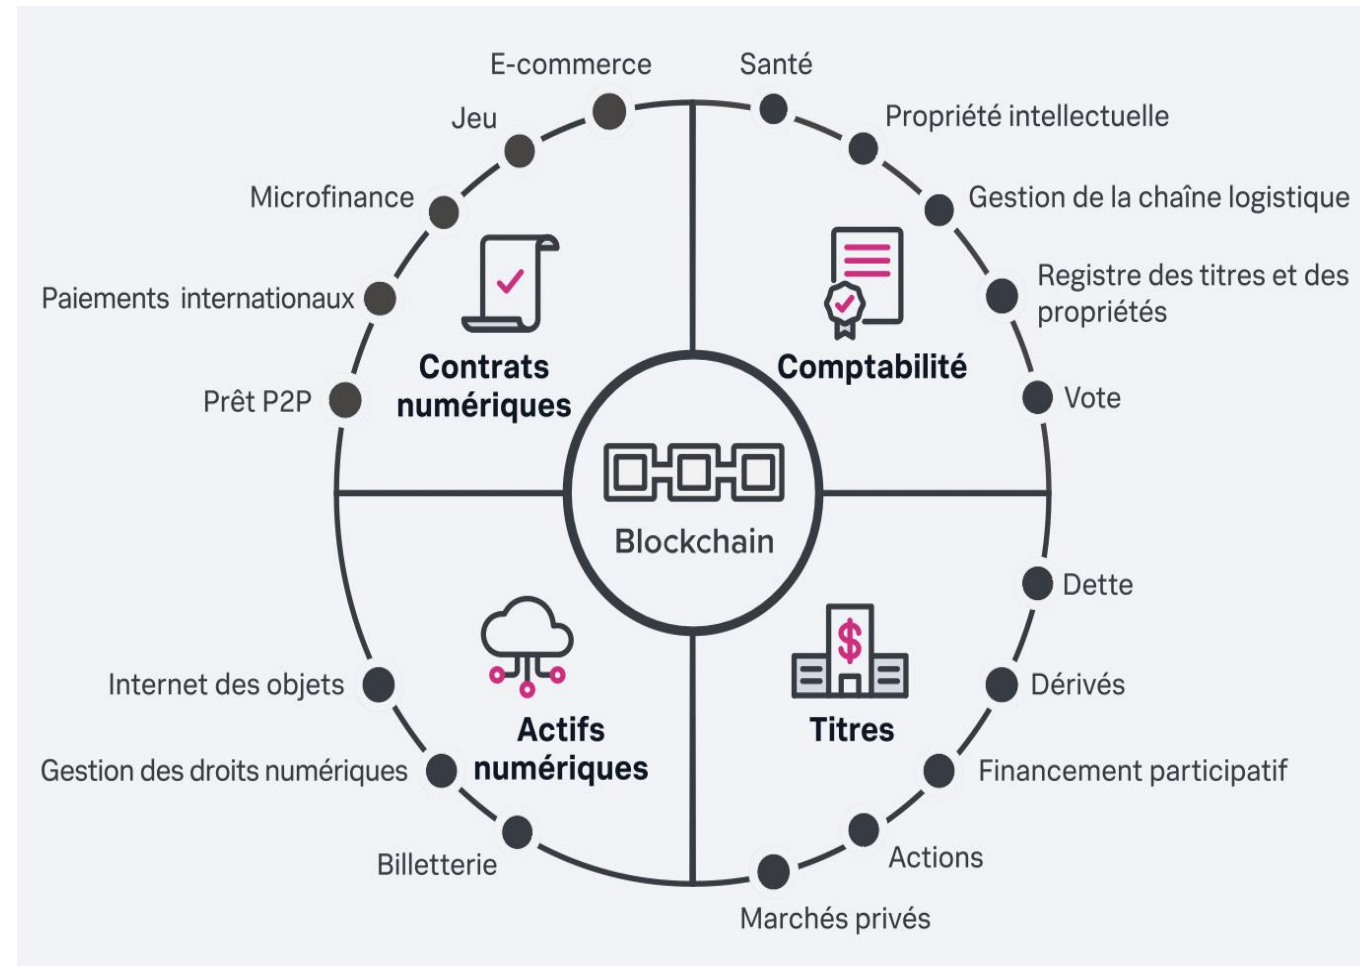 E-commerce
Jeu
Microfinance
Paiements internationaux
Prêt P2P
Contrats
numériques
Santé
Propriété intellectuelle
Gestion de la chaîne logistique
Registre des titres et des
propriétés
Vote
Comptabilité
Blockchain
Internet des objets
Gestion des droits numériques
Billetterie
Actifs
numériques
Dette
Dérivés
Financement participatif
Actions
Marchés privés
Titres
$